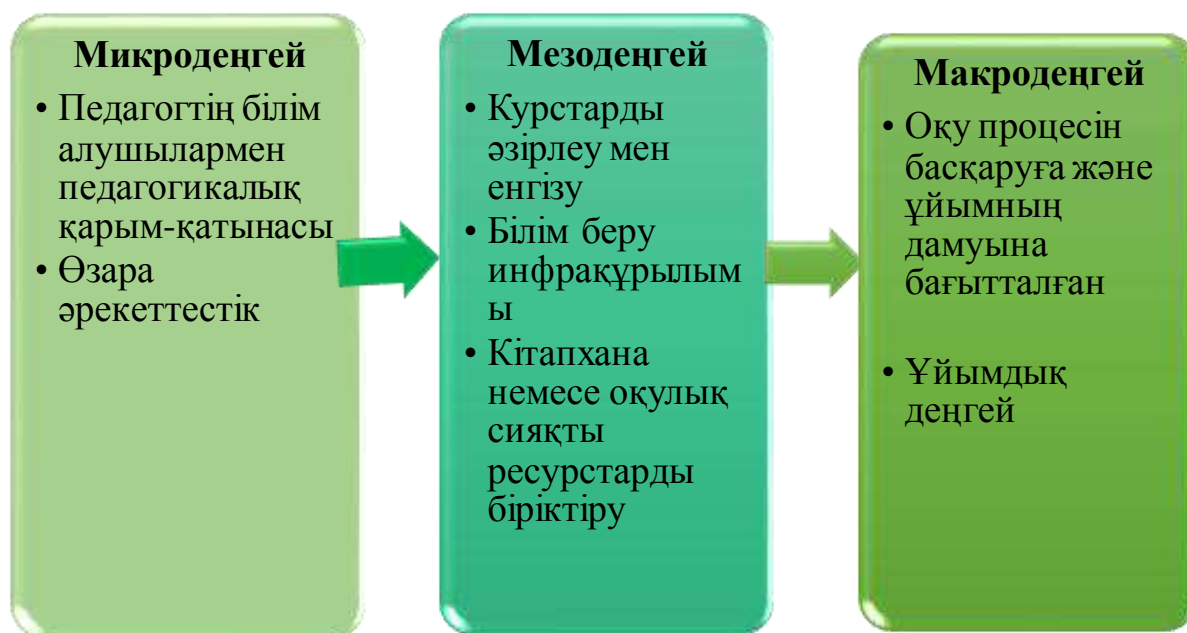 Микродеңгей
• Педагогтің білім
алушылармен
педагогикалық
қарым-қатынасы
• Өзара
әрекеттестік
Мезодеңгей
• Курстарды
әзірлеу мен
енгізу
• Білім беру
инфрақұрылым
ы
• Кітапхана
немесе оқулық
сияқты
ресурстарды
біріктіру
Макродеңгей
• Оқу процесін
басқаруға және
ұйымның
дамуына
бағытталған
• Ұйымдық
деңгей